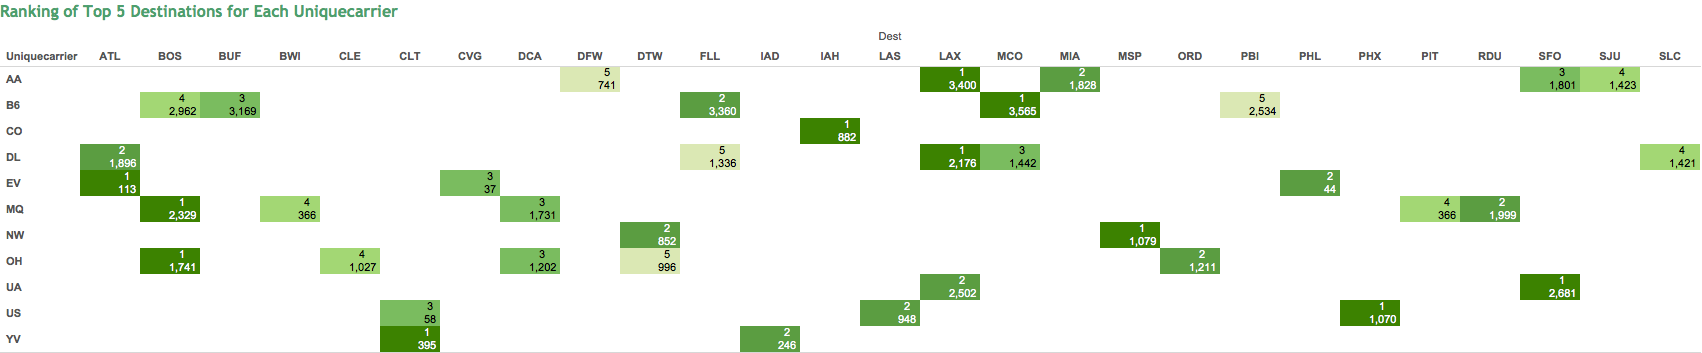 Ranking of Top 5 Destinations for Each Uniquecarrier
Dest
Uniquecarrier ATL BOS BUF BWI CLE CLT CVG DCA DFW DTW FLL IAD IAH LAS LAX MCO MIA MSP ORD PBI PHL PHX PIT RDU SFO SJU SLC
AA
5 1 2 3 4
741 3,400 1,828 1,801 1,423
B6
4 3 2 1 5
2,962 3,169 3,360 3,565 2,534
CO
1
882
DL
2 5 1 3 4
1,896 1,336 2,176 1,442 1,421
EV
1 3 2
113 37 44
MQ
1 4 3 4 2
2,329 366 1,731 366 1,999
NW
2 1
852 1,079
OH
1 4 3 5 2
1,741 1,027 1,202 996 1,211
UA
2 1
2,502 2,681
US
3 2 1
58 948 1,070
YV
1 2
395 246